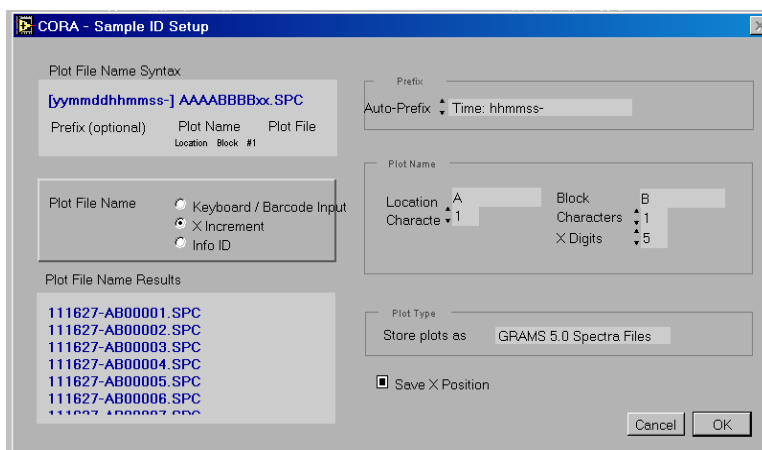 CORA - Sample ID Setup
Plot File Name Syntax
[yymmddhhmmss-] AAAABBBBxx.SPC
Prefix (optional) Plot Name Plot File
Location Block #1
Prefix
Auto-Prefix Time: hhmmss-
Plot File Name
Keyboard / Barcode Input
X Increment
Info ID
Plot Name
Location A Block B
Characte 1 Characters 1
X Digits 5
Plot File Name Results
111627-AB00001.SPC
111627-AB00002.SPC
111627-AB00003.SPC
111627-AB00004.SPC
111627-AB00005.SPC
111627-AB00006.SPC
111627-AB00007.SPC
Plot Type
Store plots as GRAMS 5.0 Spectra Files
Save X Position
Cancel OK